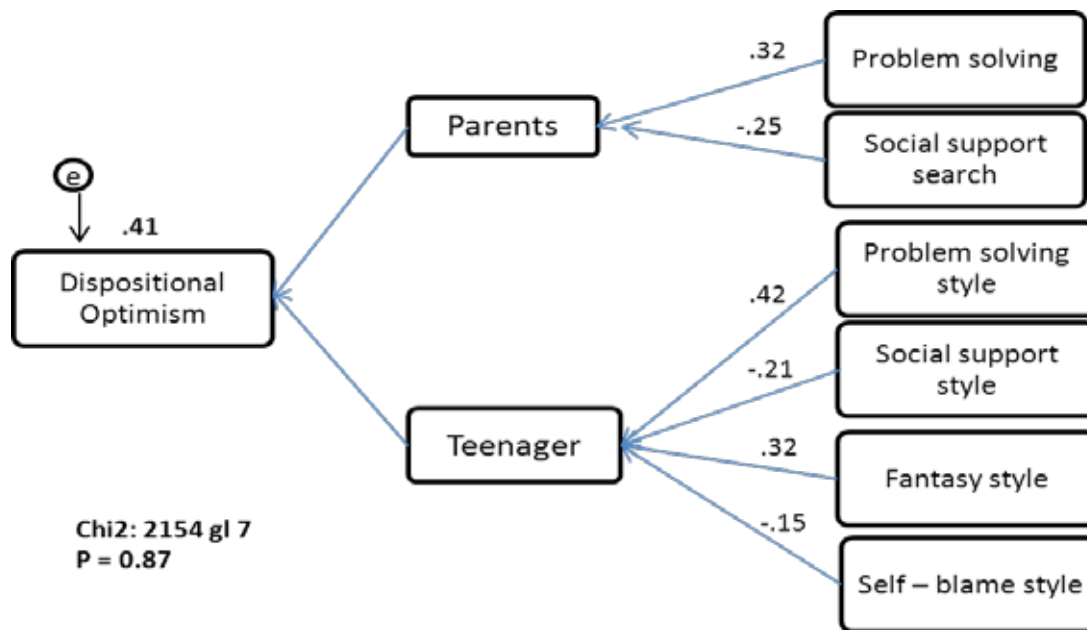 .32
Problem solving
Parents
-.25
Social support
search
e
.41
Dispositional
Optimism
Problem solving
style
.42
-.21
Social support
style
Teenager
.32
Fantasy style
-.15
Self – blame style
Chi2: 2154 gl 7
P = 0.87